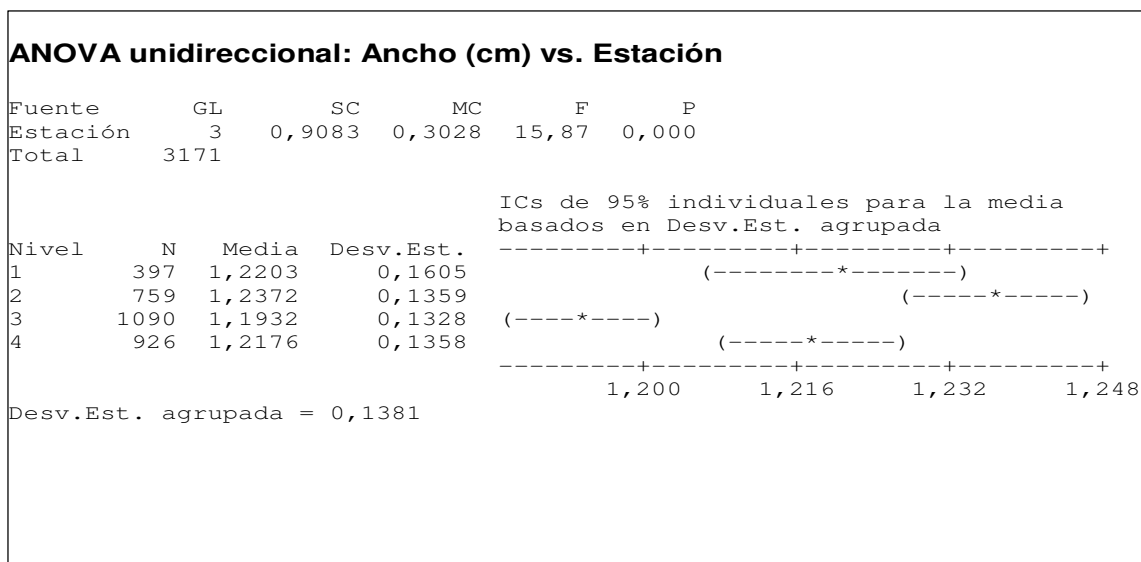 ANOVA unidireccional: Ancho (cm) vs. Estación
Fuente GL SC MC F P
Estación 3 0,9083 0,3028 15,87 0,000
Total 3171
ICs de 95% individuales para la media
basados en Desv.Est. agrupada
Nivel N Media Desv.Est. ---------+---------+---------+---------+
1 397 1,2203 0,1605 (--------*-------)
2 759 1,2372 0,1359 (-----*-----)
3 1090 1,1932 0,1328 (----*----)
4 926 1,2176 0,1358 (-----*-----)
---------+---------+---------+---------+
1,200 1,216 1,232 1,248
Desv.Est. agrupada = 0,1381